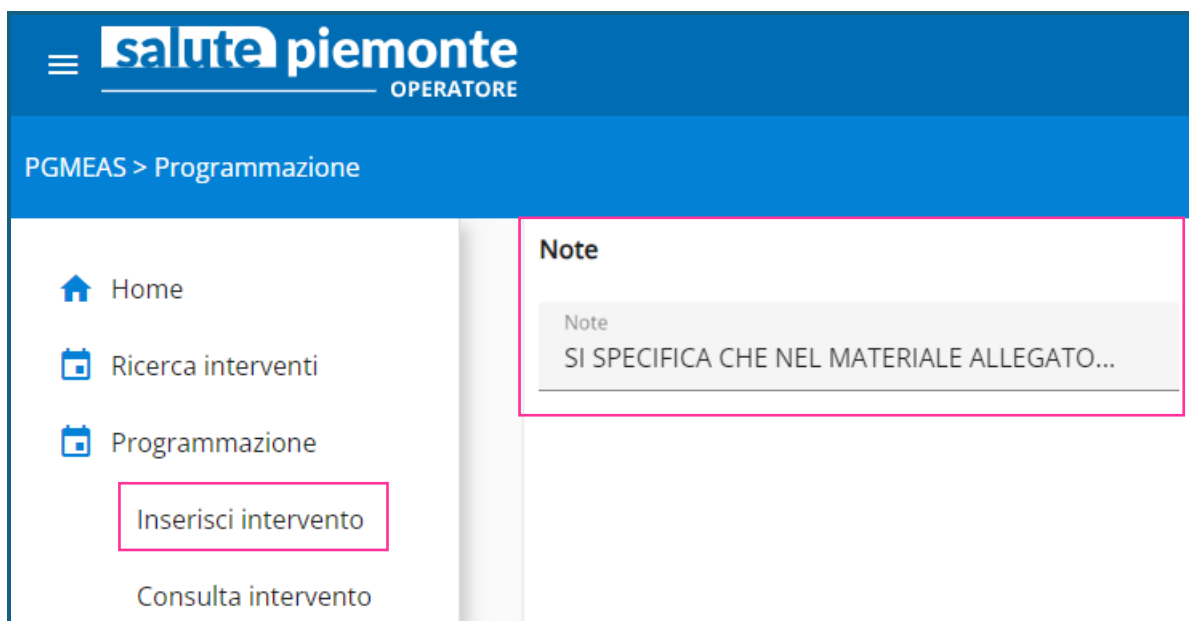 salute piemonte
OPERATORE
PGMEAS > Programmazione
Home
Ricerca interventi
Programmazione
Inserisci intervento
Consulta intervento
Note
Note
SI SPECIFICA CHE NEL MATERIALE ALLEGATO...